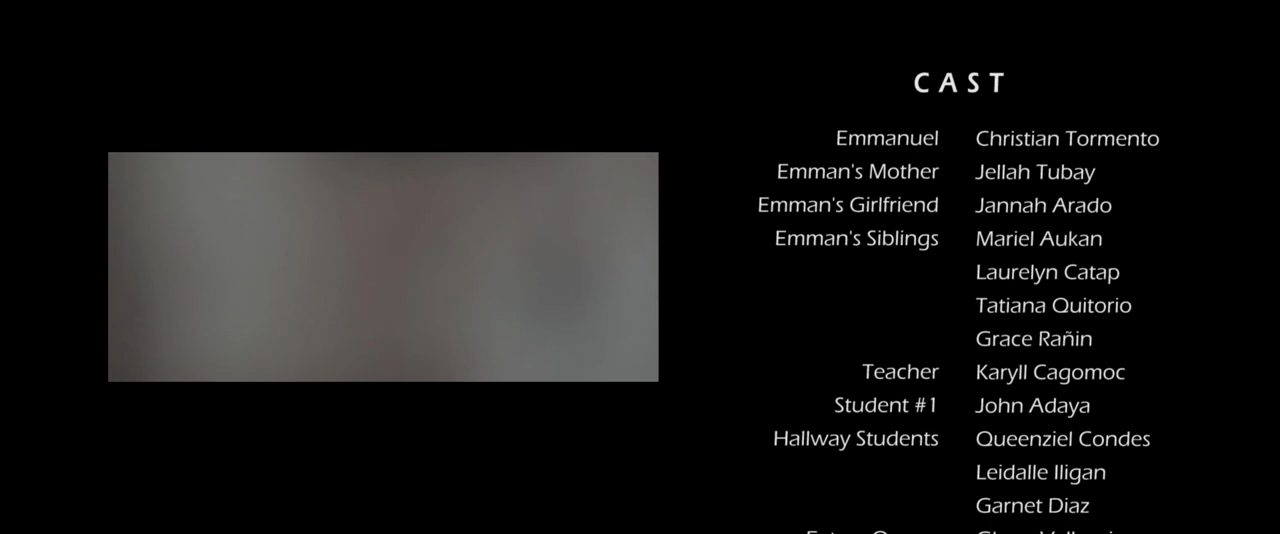 CAST
Emmanuel Christian Tormento
Emman's Mother Jellah Tubay
Emman's Girlfriend Jannah Arado
Emman's Siblings Mariel Aukan
Laurelyn Catap
Tatiana Quitorio
Grace Rañin
Teacher Karyll Cagomoc
Student #1 John Adaya
Hallway Students Queenziel Condes
Leidalle Iligan
Garnet Diaz